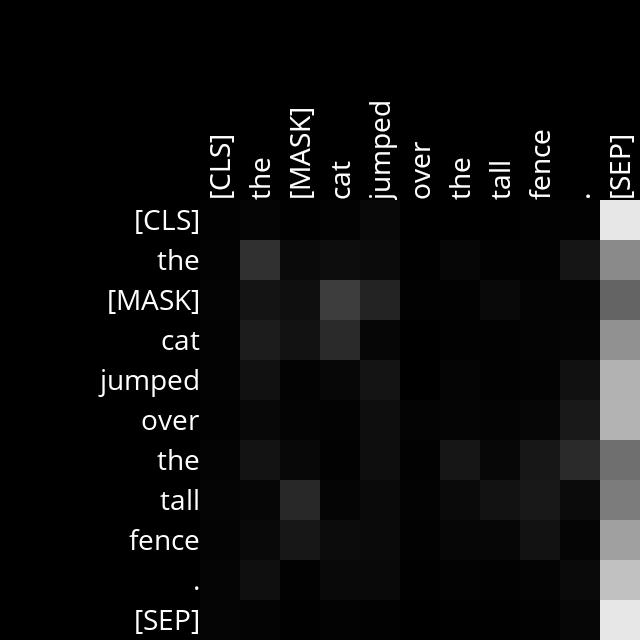 [CLS] the [MASK] cat jumped over the tall fence . [SEP]
[CLS]
the
[MASK]
cat
jumped
over
the
tall
fence
.
[SEP]